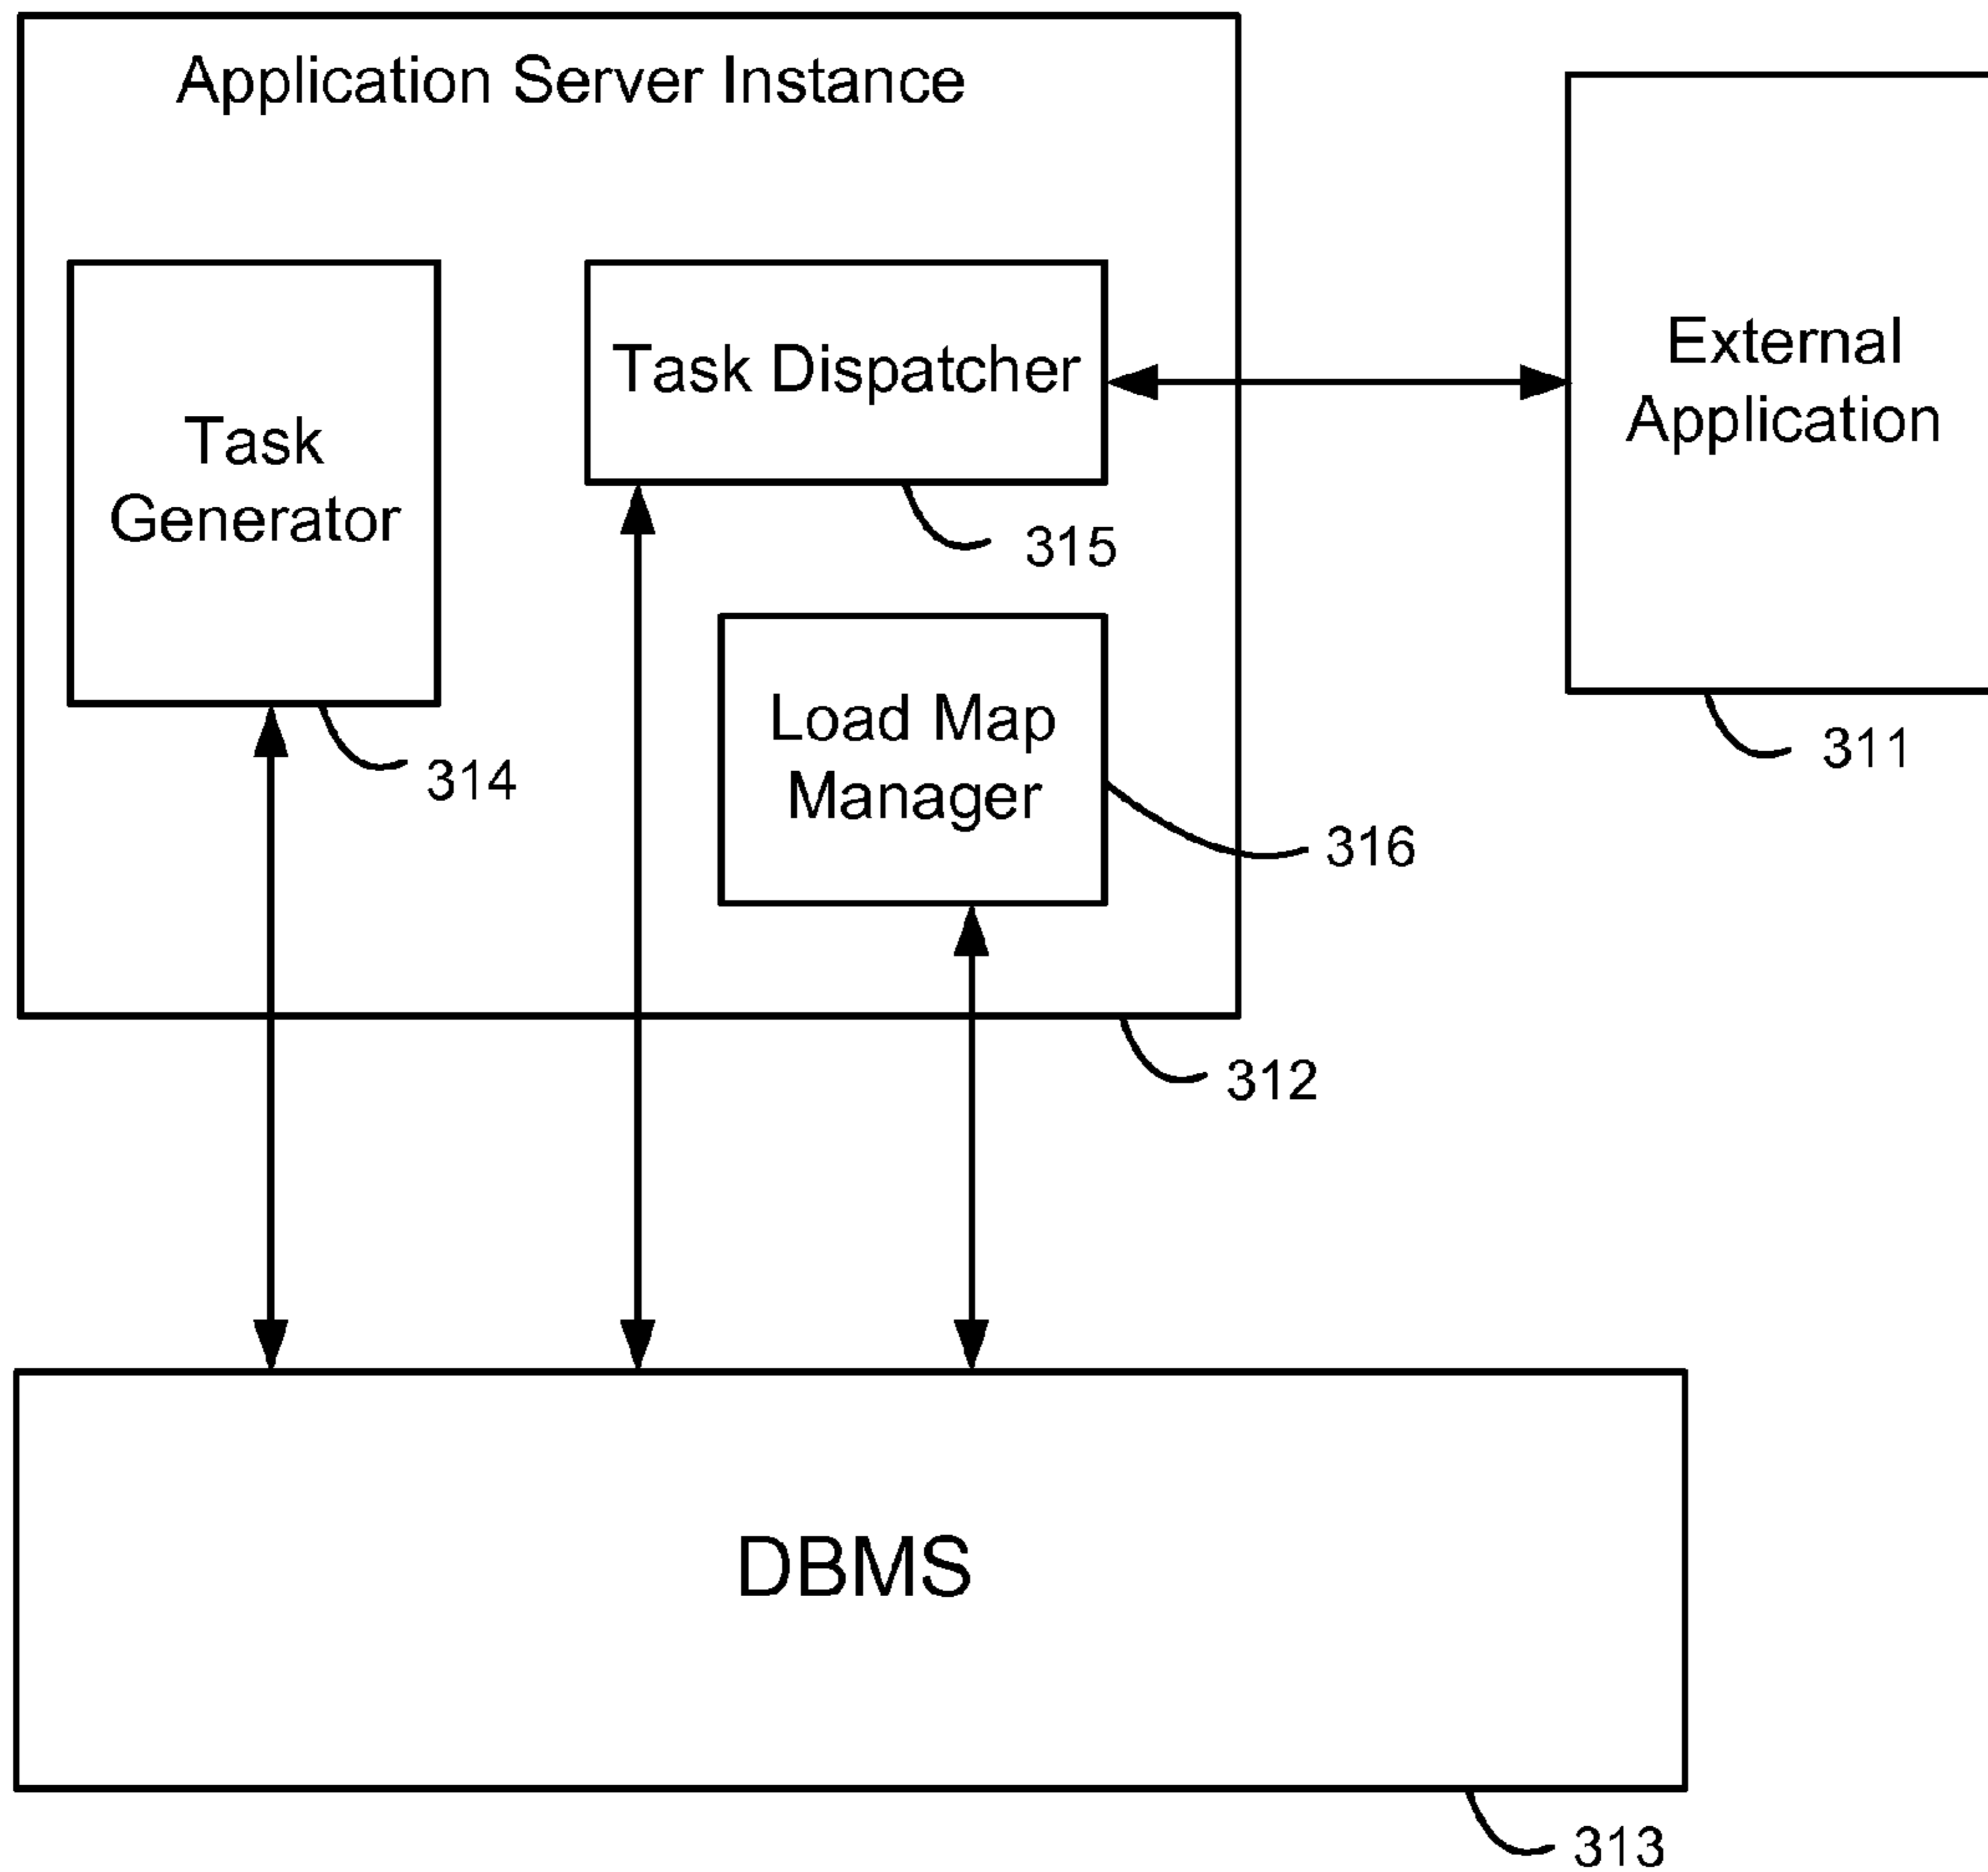 Application Server Instance
Task Dispatcher
External
Application
Task
Generator
315
Load Map
Manager
314
311
316
312
DBMS
313